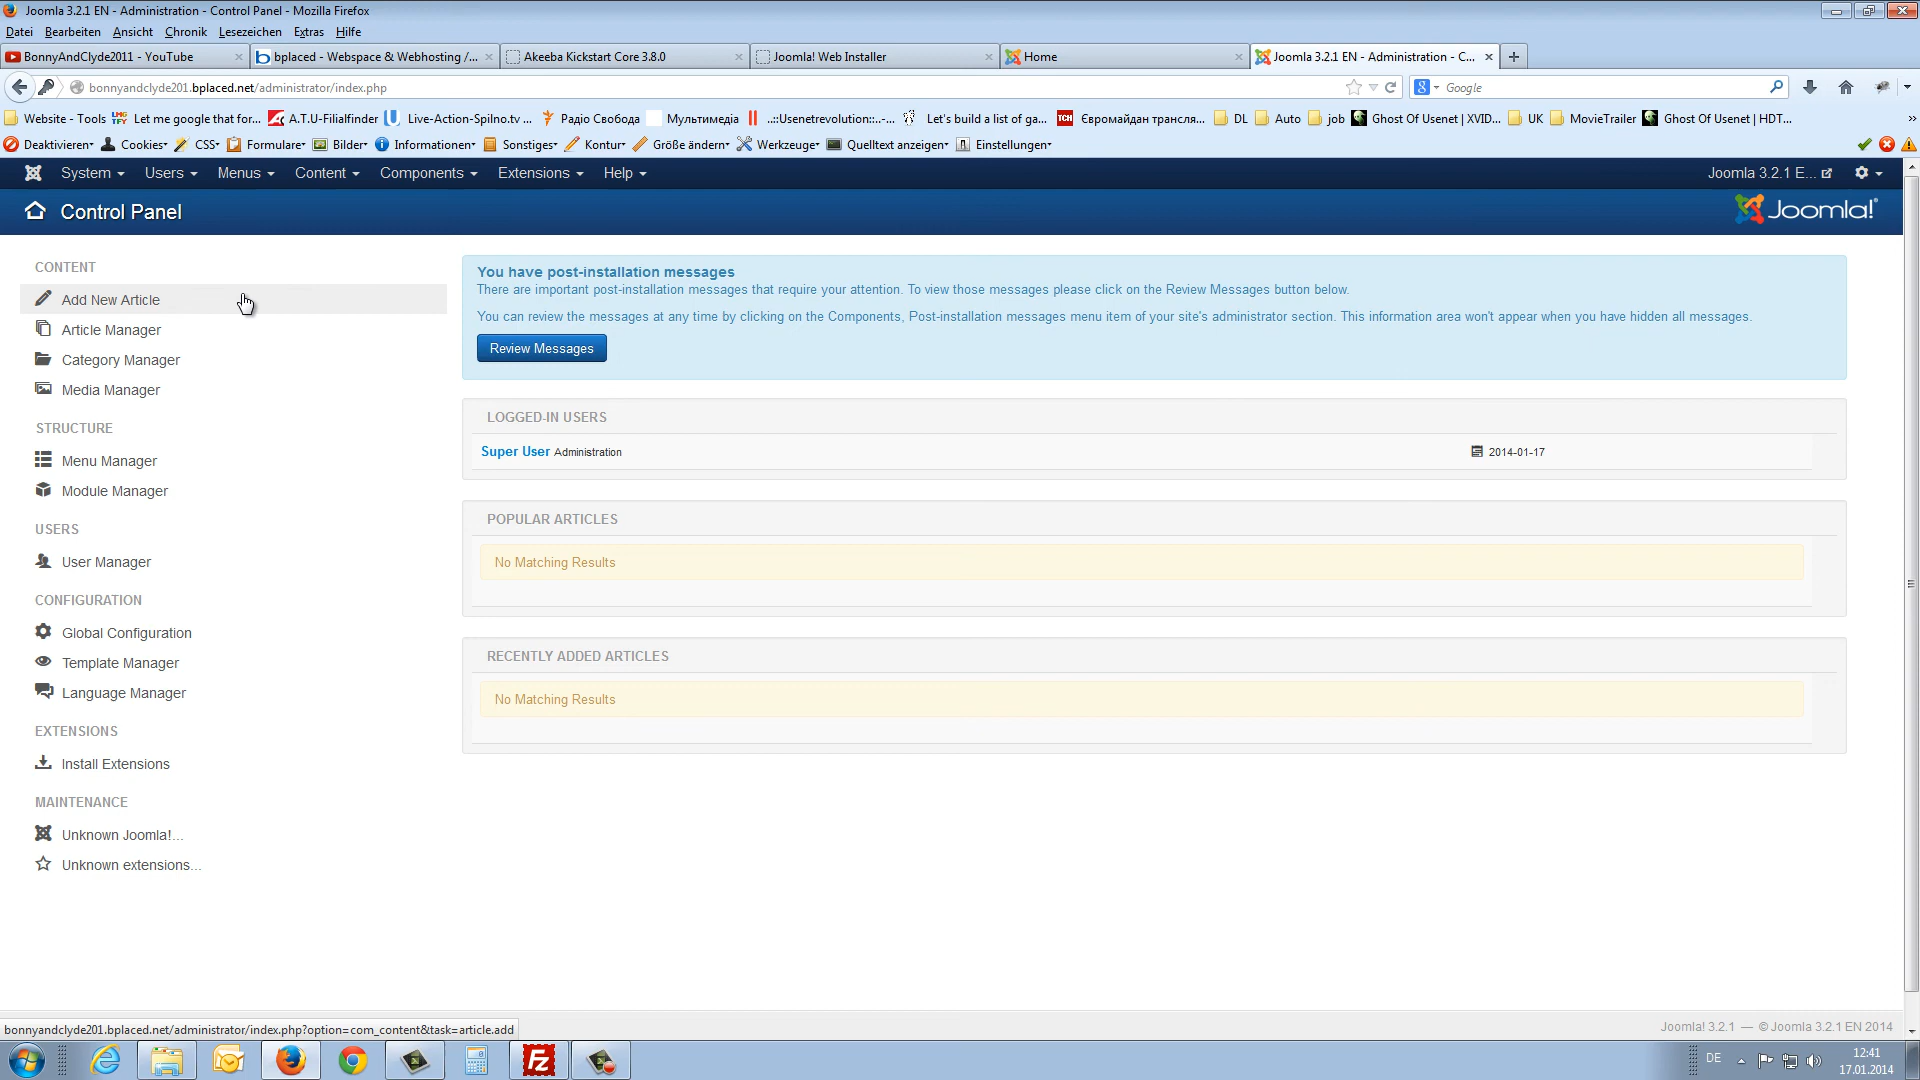 Joomla 3.2.1 EN - Administration - Control Panel - Mozilla Firefox
Datei Bearbeiten Ansicht Chronik Lesezeichen Extras Hilfe
BonnyAndClyde2011 - YouTube bplaced - Webspace & Webhosting /... Akeeba Kickstart Core 3.8.0 Joomla! Web Installer Home Joomla 3.2.1 EN - Administration - C...
bonnyandclyde201.bplaced.net/administrator/index.php Google
Website - Tools Let me google that for... A.T.U-Filialfinder Live-Action-Spilno.tv ... Радіо Свобода Мультимедіа ..::Usenetrevolution::..-... Let's build a list of ga... Євромайдан трансля... DL Auto job Ghost Of Usenet | XVID... UK MovieTrailer Ghost Of Usenet | HDT...
Deaktivieren Cookies CSS Formulare Bilder Informationen Sonstiges Kontur Größe ändern Werkzeuge Quelltext anzeigen Einstellungen
System Users Menus Content Components Extensions Help Joomla 3.2.1 E...
Control Panel Joomla!
CONTENT
Add New Article
Article Manager
Category Manager
Media Manager
STRUCTURE
Menu Manager
Module Manager
USERS
User Manager
CONFIGURATION
Global Configuration
Template Manager
Language Manager
EXTENSIONS
Install Extensions
MAINTENANCE
Unknown Joomla!...
Unknown extensions...
You have post-installation messages
There are important post-installation messages that require your attention. To view those messages please click on the Review Messages button below.
You can review the messages at any time by clicking on the Components, Post-installation messages menu item of your site's administrator section. This information area won't appear when you have hidden all messages.
Review Messages
LOGGED-IN USERS
Super User Administration 2014-01-17
POPULAR ARTICLES
No Matching Results
RECENTLY ADDED ARTICLES
No Matching Results
bonnyandclyde201.bplaced.net/administrator/index.php?option=com_content&task=article.add
Joomla! 3.2.1 — © Joomla 3.2.1 EN 2014
DE
12:41
17.01.2014